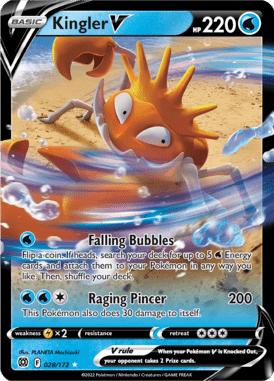 BASIC Kingler V HP 220
Falling Bubbles
Flip a coin. If heads, search your deck for up to 5 Energy
cards and attach them to your Pokémon in any way you
like. Then, shuffle your deck.
Raging Pincer 200
This Pokémon also does 30 damage to itself.
weakness ×2 resistance retreat
V rule When your Pokémon V is Knocked Out,
your opponent takes 2 Prize cards.
Illus. PLANETA Mochizuki
F 028/172
©2022 Pokémon / Nintendo / Creatures / GAME FREAK